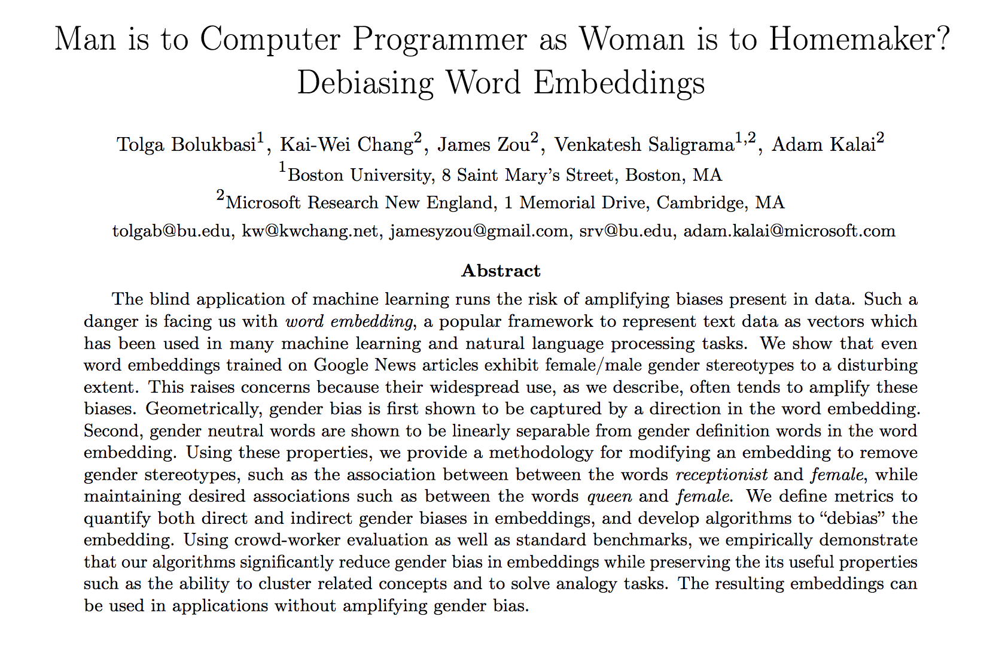 Man is to Computer Programmer as Woman is to Homemaker?
Debiasing Word Embeddings
Tolga Bolukbasi¹, Kai-Wei Chang², James Zou², Venkatesh Saligrama¹,², Adam Kalai²
¹Boston University, 8 Saint Mary's Street, Boston, MA
²Microsoft Research New England, 1 Memorial Drive, Cambridge, MA
tolgab@bu.edu, kw@kwchang.net, jamesyzou@gmail.com, srv@bu.edu, adam.kalai@microsoft.com
Abstract
The blind application of machine learning runs the risk of amplifying biases present in data. Such a
danger is facing us with word embedding, a popular framework to represent text data as vectors which
has been used in many machine learning and natural language processing tasks. We show that even
word embeddings trained on Google News articles exhibit female/male gender stereotypes to a disturbing
extent. This raises concerns because their widespread use, as we describe, often tends to amplify these
biases. Geometrically, gender bias is first shown to be captured by a direction in the word embedding.
Second, gender neutral words are shown to be linearly separable from gender definition words in the word
embedding. Using these properties, we provide a methodology for modifying an embedding to remove
gender stereotypes, such as the association between between the words receptionist and female, while
maintaining desired associations such as between the words queen and female. We define metrics to
quantify both direct and indirect gender biases in embeddings, and develop algorithms to “debias” the
embedding. Using crowd-worker evaluation as well as standard benchmarks, we empirically demonstrate
that our algorithms significantly reduce gender bias in embeddings while preserving the its useful properties
such as the ability to cluster related concepts and to solve analogy tasks. The resulting embeddings can
be used in applications without amplifying gender bias.